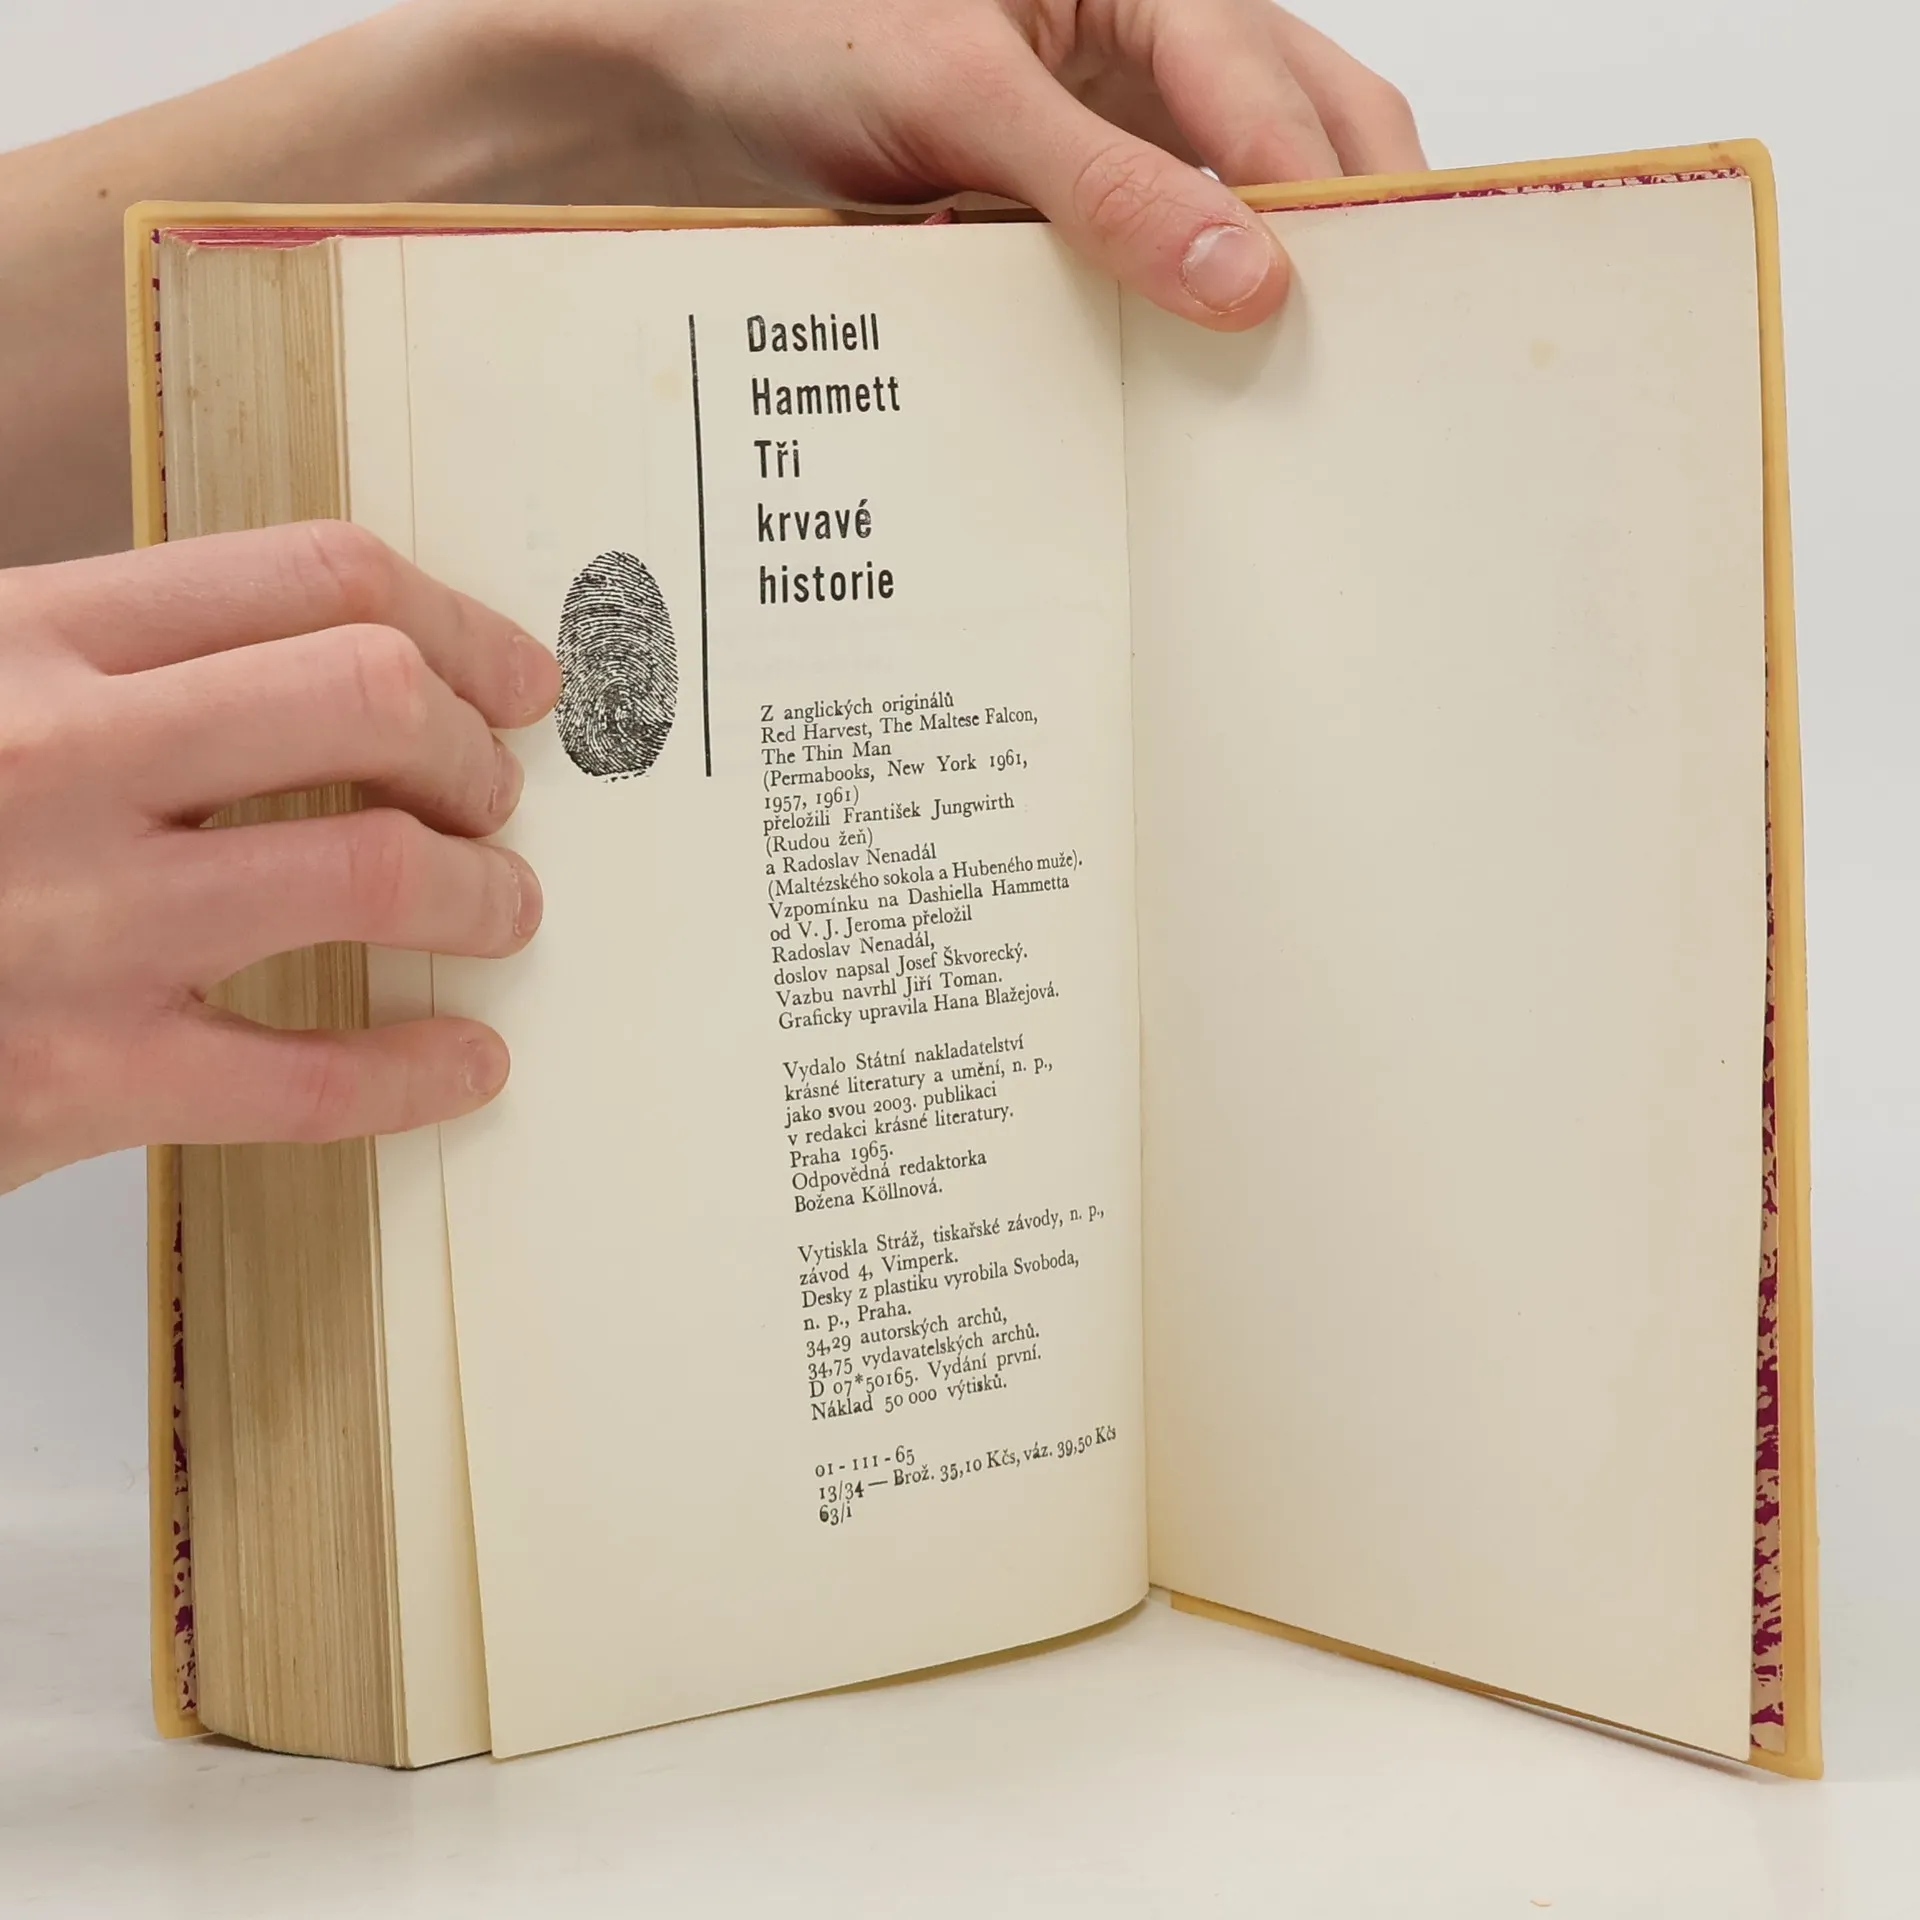 Dashiell
Hammett
Tři
krvavé
historie
Z anglických originálů
Red Harvest, The Maltese Falcon,
The Thin Man
(Permabooks, New York 1961,
1957, 1961)
přeložili František Jungwirth
(Rudou žeň)
a Radoslav Nenadál
(Maltézského sokola a Hubeného muže).
Vzpomínku na Dashiella Hammetta
od V. J. Jeroma přeložil
Radoslav Nenadál,
doslov napsal Josef Škvorecký.
Vazbu navrhl Jiří Toman.
Graficky upravila Hana Blažejová.
Vydalo Státní nakladatelství
krásné literatury a umění, n. p.,
jako svou 2003. publikaci
v redakci krásné literatury.
Praha 1965.
Odpovědná redaktorka
Božena Köllnová.
Vytiskla Stráž, tiskařské závody, n. p.,
závod 4, Vimperk.
Desky z plastiku vyrobila Svoboda,
n. p., Praha.
34,29 autorských archů,
34,75 vydavatelských archů.
D 07*50165. Vydání první.
Náklad 50 000 výtisků.
01 - 111 - 65
13/34 — Brož. 35,10 Kčs, váz. 39,50 Kčs
63/i